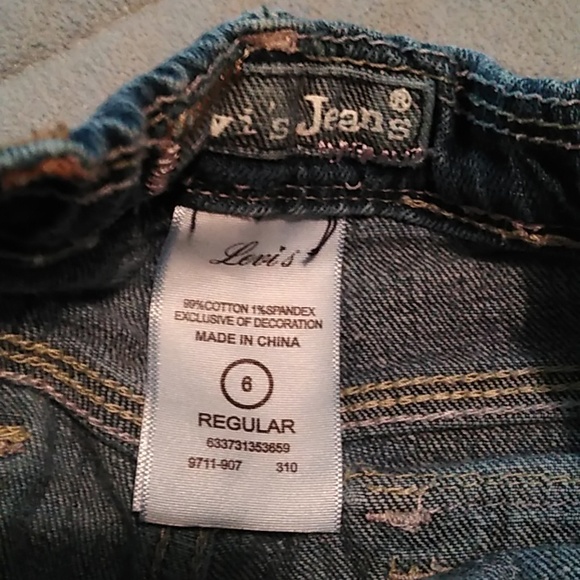 vi's Jeans®
Levi's
99%COTTON 1%SPANDEX
EXCLUSIVE OF DECORATION
MADE IN CHINA
6
REGULAR
633731353659
9711-907 310